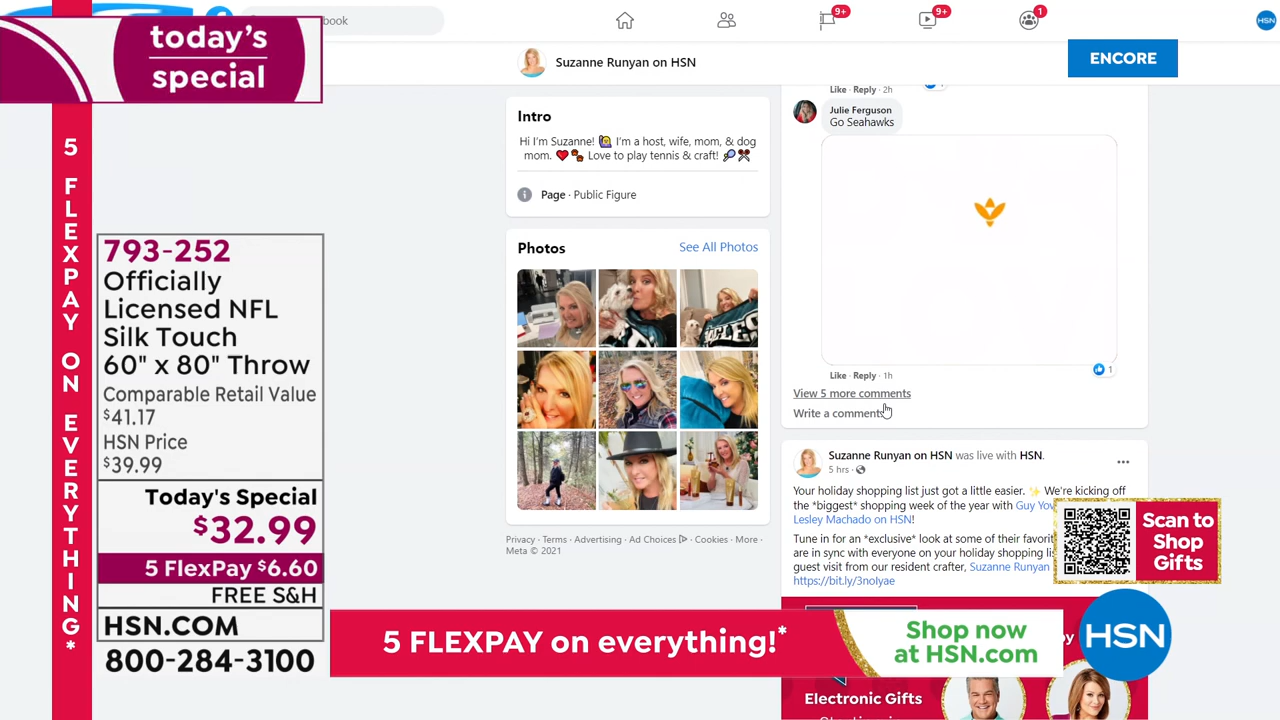 book
9+
9+
1
HSN
today's
special
Suzanne Runyan on HSN
ENCORE
5 FLEXPAY ON EVERYTHING*
793-252
Officially
Licensed NFL
Silk Touch
60" x 80" Throw
Comparable Retail Value
$41.17
HSN Price
$39.99
Today's Special
$32.99
5 FlexPay $6.60
FREE S&H
HSN.COM
800-284-3100
Intro
Hi I'm Suzanne! 🙋‍♀️ I'm a host, wife, mom, & dog
mom. ❤️🐾 Love to play tennis & craft! 🎾✂️
Page · Public Figure
Photos
See All Photos
EAGLES
Privacy · Terms · Advertising · Ad Choices · Cookies · More ·
Meta © 2021
Like · Reply · 2h
Julie Ferguson
Go Seahawks
Like · Reply · 1h
1
View 5 more comments
Write a comment
Suzanne Runyan on HSN was live with HSN.
5 hrs ·
Your holiday shopping list just got a little easier. ✨ We're kicking off
the *biggest* shopping week of the year with Guy
Lesley Machado on HSN!
Tune in for an *exclusive* look at some of their
are in sync with everyone on your holiday shopping
guest visit from our resident crafter, Suzanne Runyan
https://bit.ly/3nolyae
Scan to
Shop
Gifts
5 FLEXPAY on everything!*
Shop now
at HSN.com
HSN
Electronic Gifts